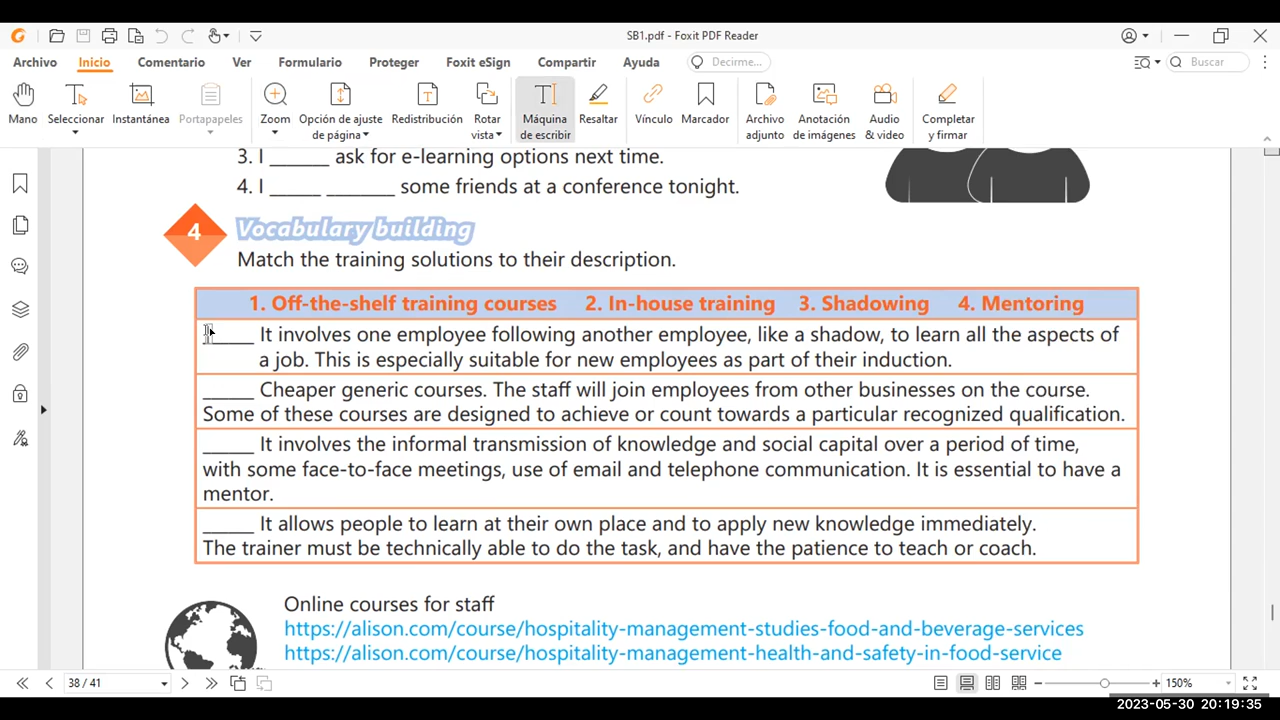 SB1.pdf - Foxit PDF Reader
Archivo Inicio Comentario Ver Formulario Proteger Foxit eSign Compartir Ayuda Decirme... Buscar
Mano Seleccionar Instantánea Portapapeles Zoom Opción de ajuste de página Redistribución Rotar vista Máquina de escribir Resaltar Vínculo Marcador Archivo adjunto Anotación de imágenes Audio & video Completar y firmar
3. I ______ ask for e-learning options next time.
4. I _____ _______ some friends at a conference tonight.
4 Vocabulary building
Match the training solutions to their description.
1. Off-the-shelf training courses 2. In-house training 3. Shadowing 4. Mentoring
_____ It involves one employee following another employee, like a shadow, to learn all the aspects of
a job. This is especially suitable for new employees as part of their induction.
_____ Cheaper generic courses. The staff will join employees from other businesses on the course.
Some of these courses are designed to achieve or count towards a particular recognized qualification.
_____ It involves the informal transmission of knowledge and social capital over a period of time,
with some face-to-face meetings, use of email and telephone communication. It is essential to have a
mentor.
_____ It allows people to learn at their own place and to apply new knowledge immediately.
The trainer must be technically able to do the task, and have the patience to teach or coach.
Online courses for staff
https://alison.com/course/hospitality-management-studies-food-and-beverage-services
https://alison.com/course/hospitality-management-health-and-safety-in-food-service
38 / 41 150%
2023-05-30 20:19:35